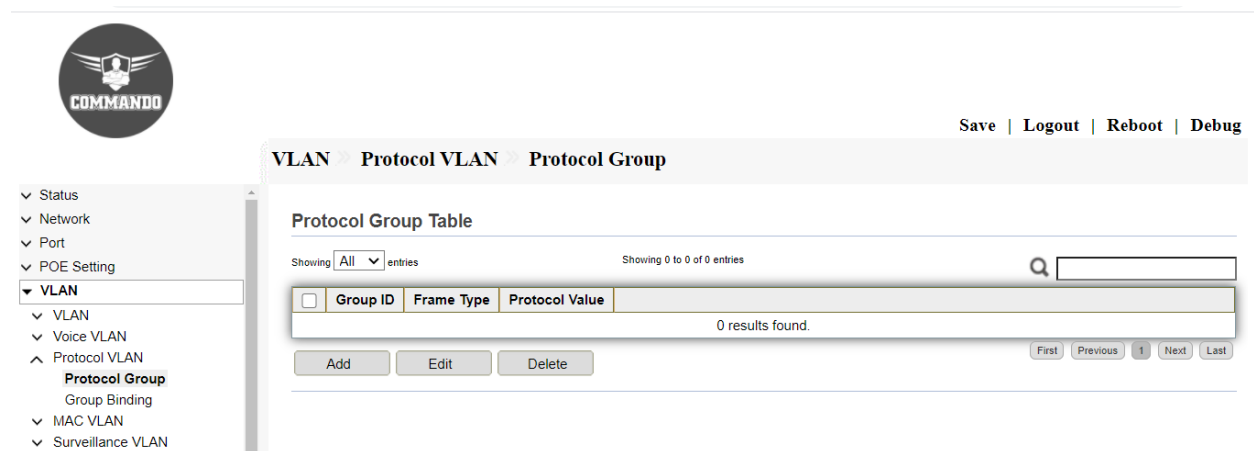 COMMANDO
Save | Logout | Reboot | Debug
VLAN » Protocol VLAN » Protocol Group
Status
Network
Port
POE Setting
VLAN
VLAN
Voice VLAN
Protocol VLAN
Protocol Group
Group Binding
MAC VLAN
Surveillance VLAN
Protocol Group Table
Showing All entries
Showing 0 to 0 of 0 entries
Group ID Frame Type Protocol Value
0 results found.
Add Edit Delete
First Previous 1 Next Last